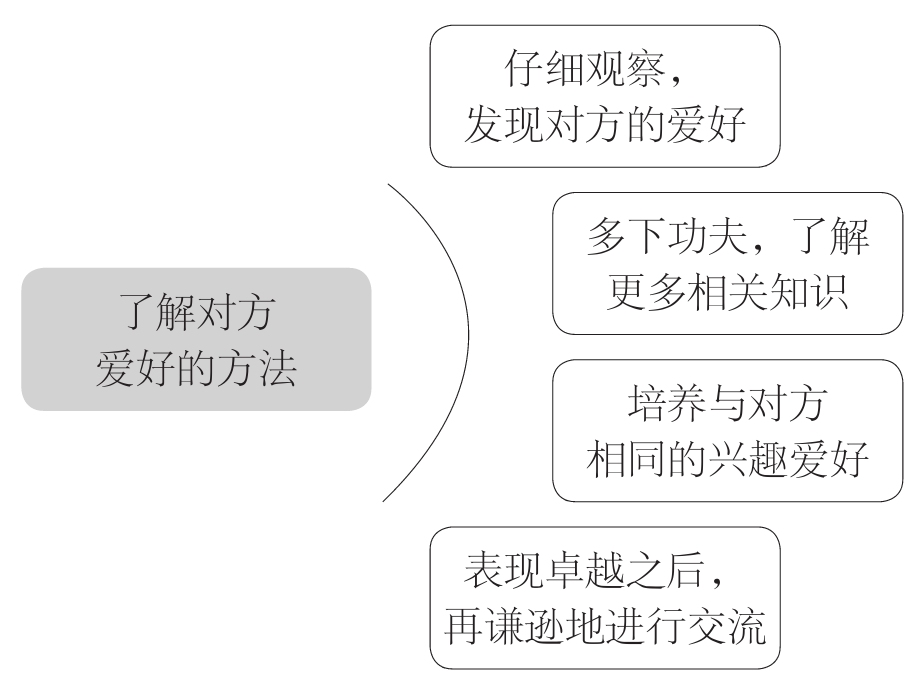 了解对方
爱好的方法
仔细观察，
发现对方的爱好
多下功夫，了解
更多相关知识
培养与对方
相同的兴趣爱好
表现卓越之后，
再谦逊地进行交流